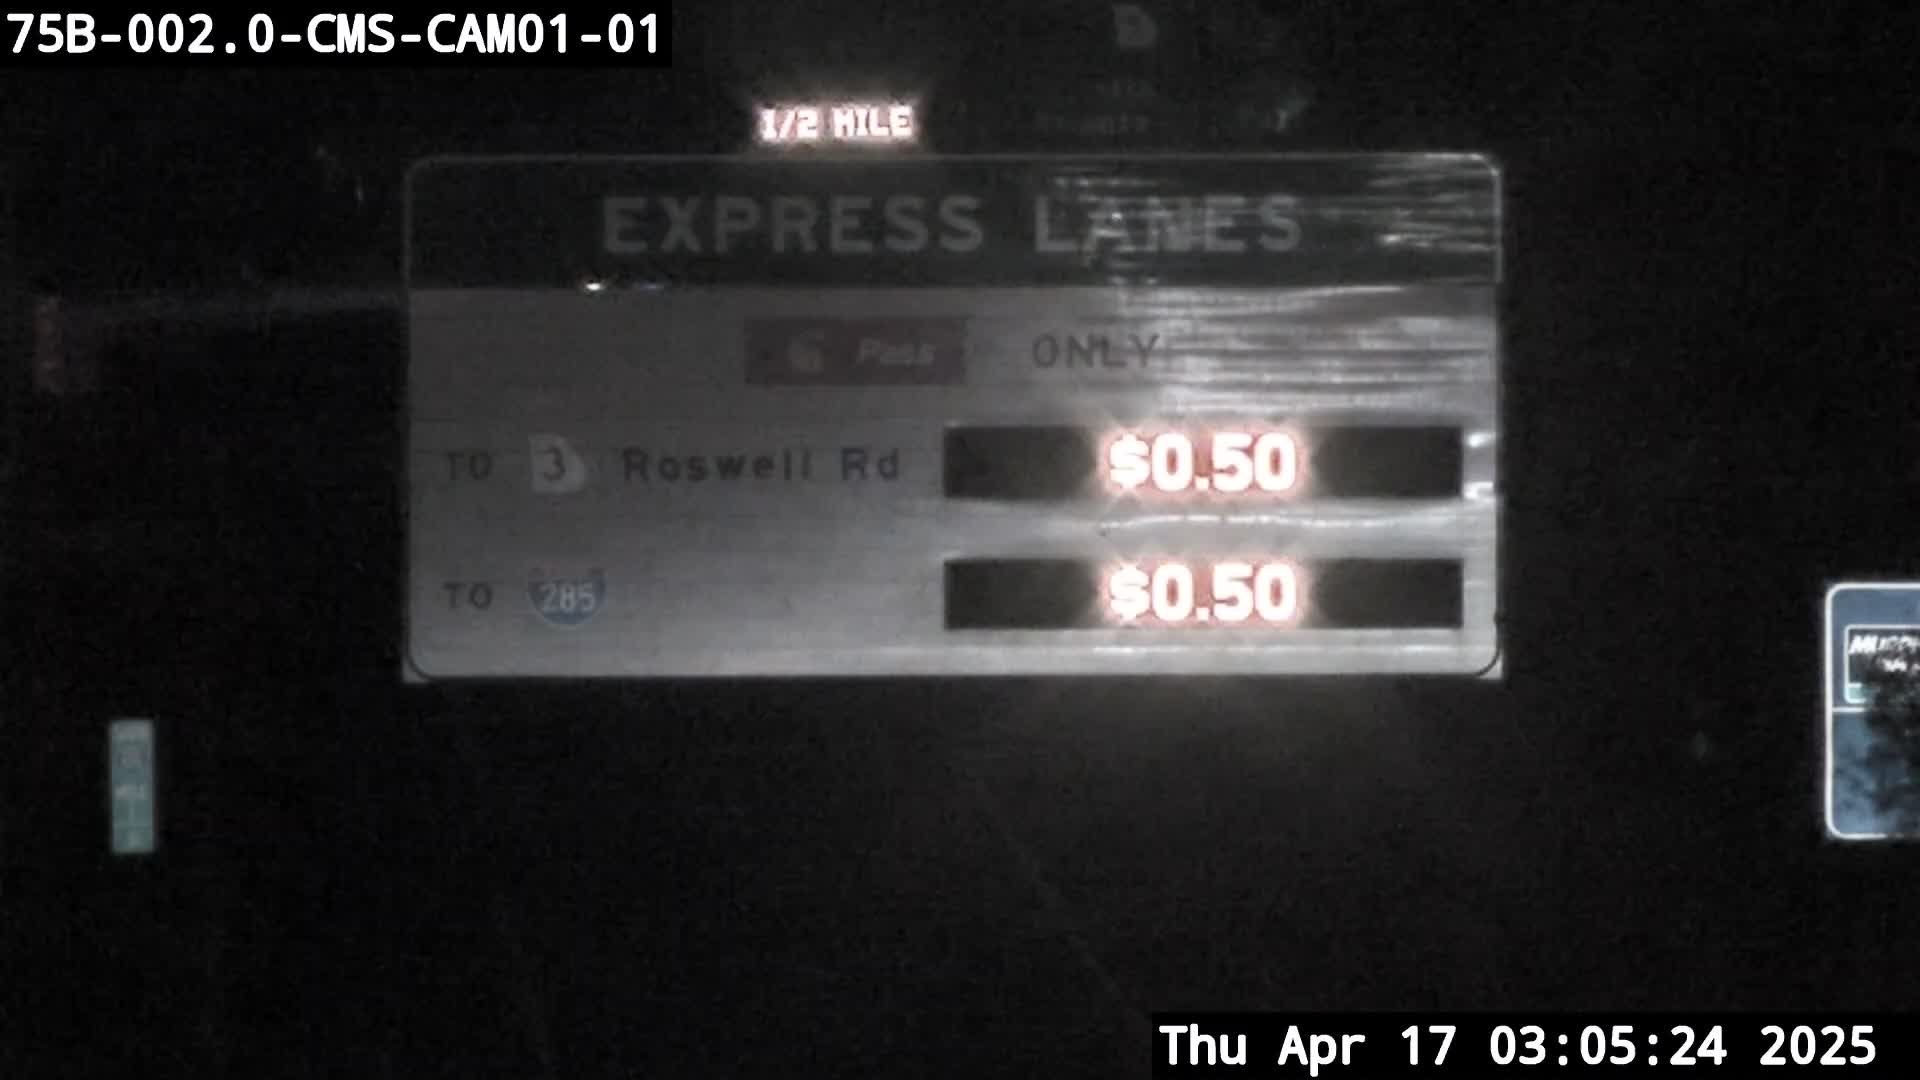 75B-002.0-CMS-CAM01-01
1/2 MILE
EXPRESS LANES
Pass ONLY
TO 3 Roswell Rd $0.50
TO 285 $0.50
Thu Apr 17 03:05:24 2025